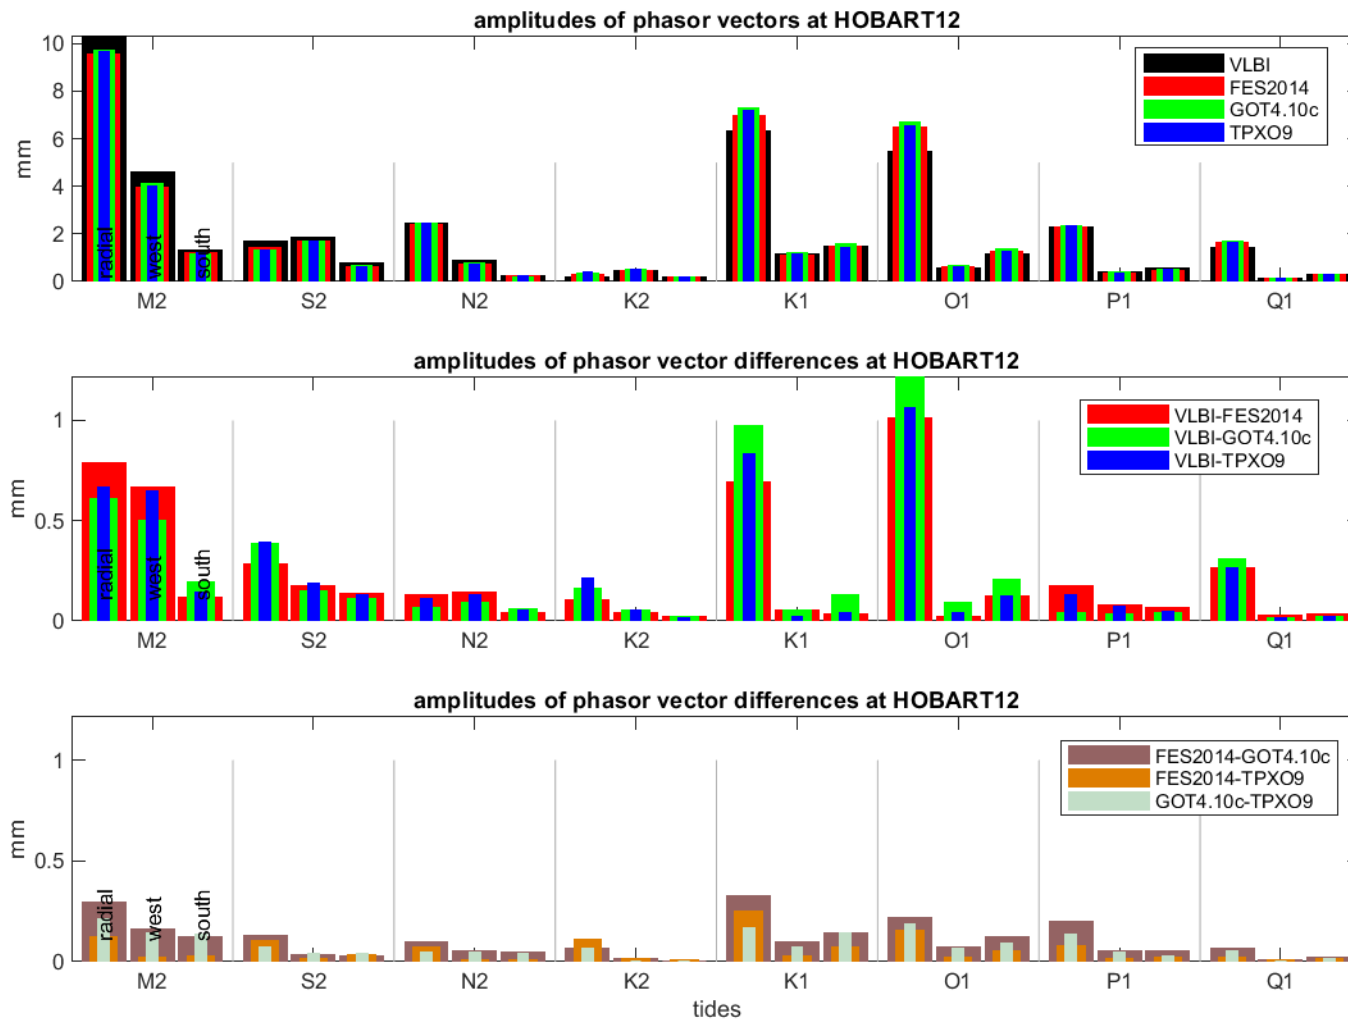 amplitudes of phasor vectors at HOBART12
10
8
6
4
2
0
mm
VLBI
FES2014
GOT4.10c
TPXO9
radial
west
south
M2 S2 N2 K2 K1 O1 P1 Q1
amplitudes of phasor vector differences at HOBART12
1
0.5
0
mm
VLBI-FES2014
VLBI-GOT4.10c
VLBI-TPXO9
radial
west
south
M2 S2 N2 K2 K1 O1 P1 Q1
amplitudes of phasor vector differences at HOBART12
1
0.5
0
mm
FES2014-GOT4.10c
FES2014-TPXO9
GOT4.10c-TPXO9
radial
west
south
M2 S2 N2 K2 K1 O1 P1 Q1
tides